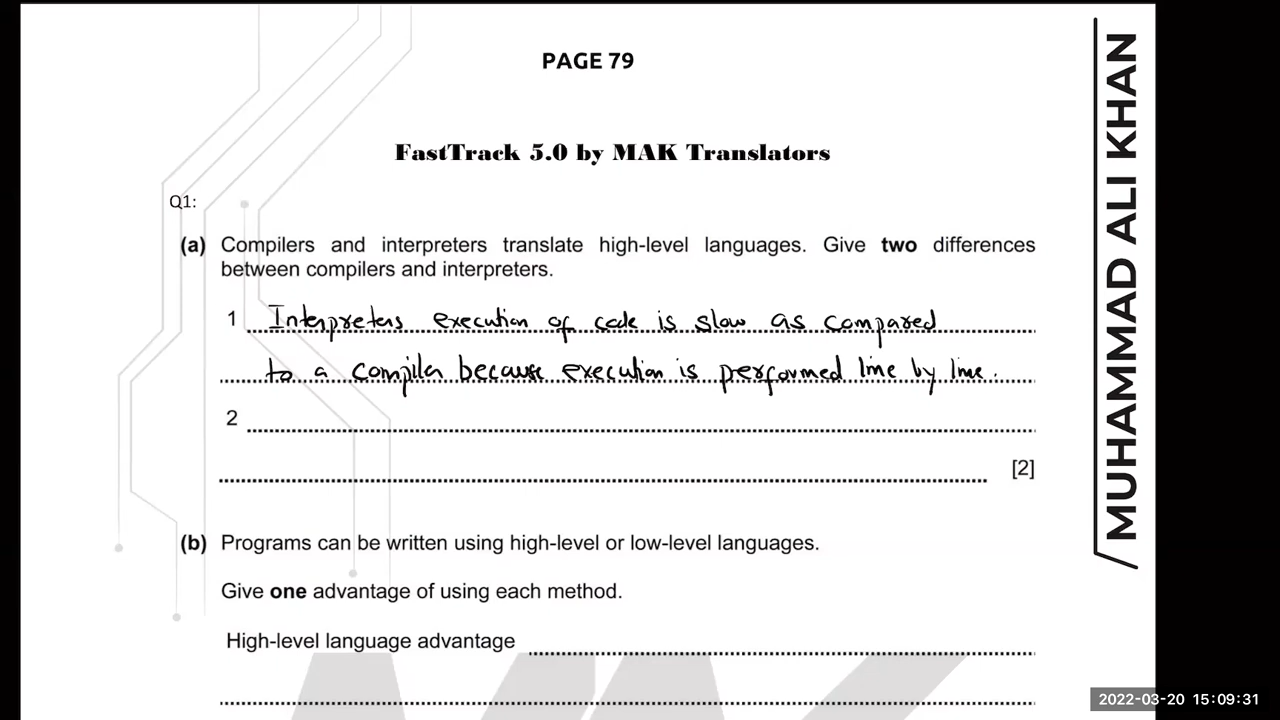 PAGE 79
FastTrack 5.0 by MAK Translators
Q1:
(a) Compilers and interpreters translate high-level languages. Give two differences
between compilers and interpreters.
1 Interpreters execution of code is slow as compared
to a compiler because execution is performed line by line.
2
[2]
(b) Programs can be written using high-level or low-level languages.
Give one advantage of using each method.
High-level language advantage
MUHAMMAD ALI KHAN
2022-03-20 15:09:31